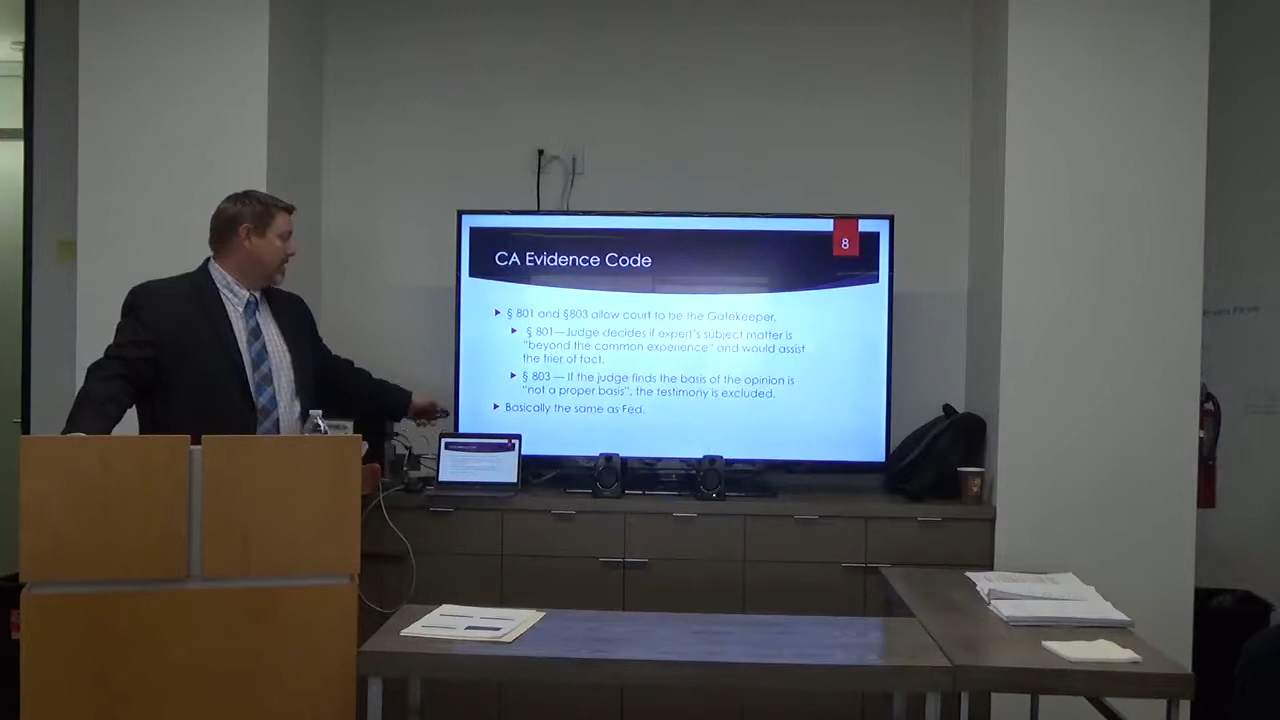 8
CA Evidence Code
§ 801 and §803 allow court to be the Gatekeeper.
§ 801—Judge decides if expert's subject matter is
"beyond the common experience" and would assist
the trier of fact.
§ 803 — If the judge finds the basis of the opinion is
"not a proper basis", the testimony is excluded.
Basically the same as Fed.